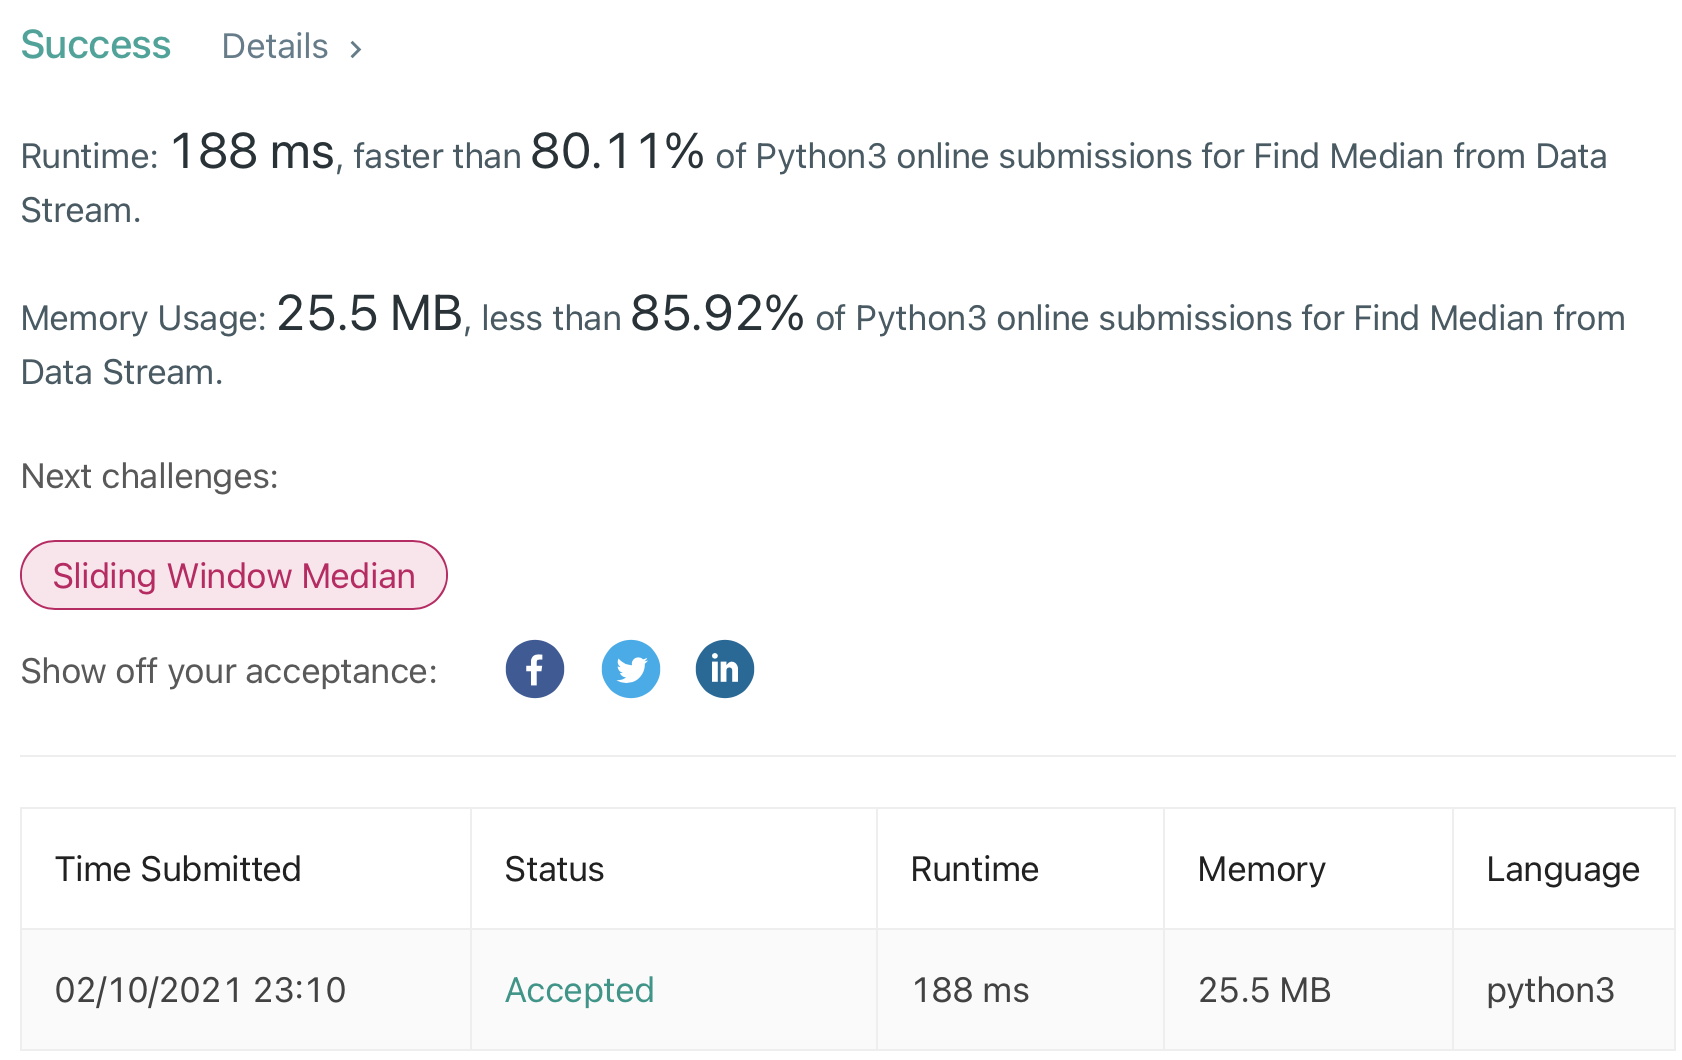 Success Details >
Runtime: 188 ms, faster than 80.11% of Python3 online submissions for Find Median from Data
Stream.
Memory Usage: 25.5 MB, less than 85.92% of Python3 online submissions for Find Median from
Data Stream.
Next challenges:
Sliding Window Median
Show off your acceptance: f in
Time Submitted Status Runtime Memory Language
02/10/2021 23:10 Accepted 188 ms 25.5 MB python3